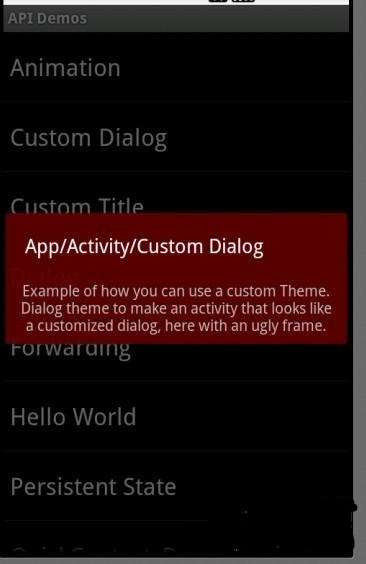 API Demos
Animation
Custom Dialog
Custom Title
App/Activity/Custom Dialog
Dialog
Example of how you can use a custom Theme.
Dialog theme to make an activity that looks like
a customized dialog, here with an ugly frame.
Forwarding
Hello World
Persistent State